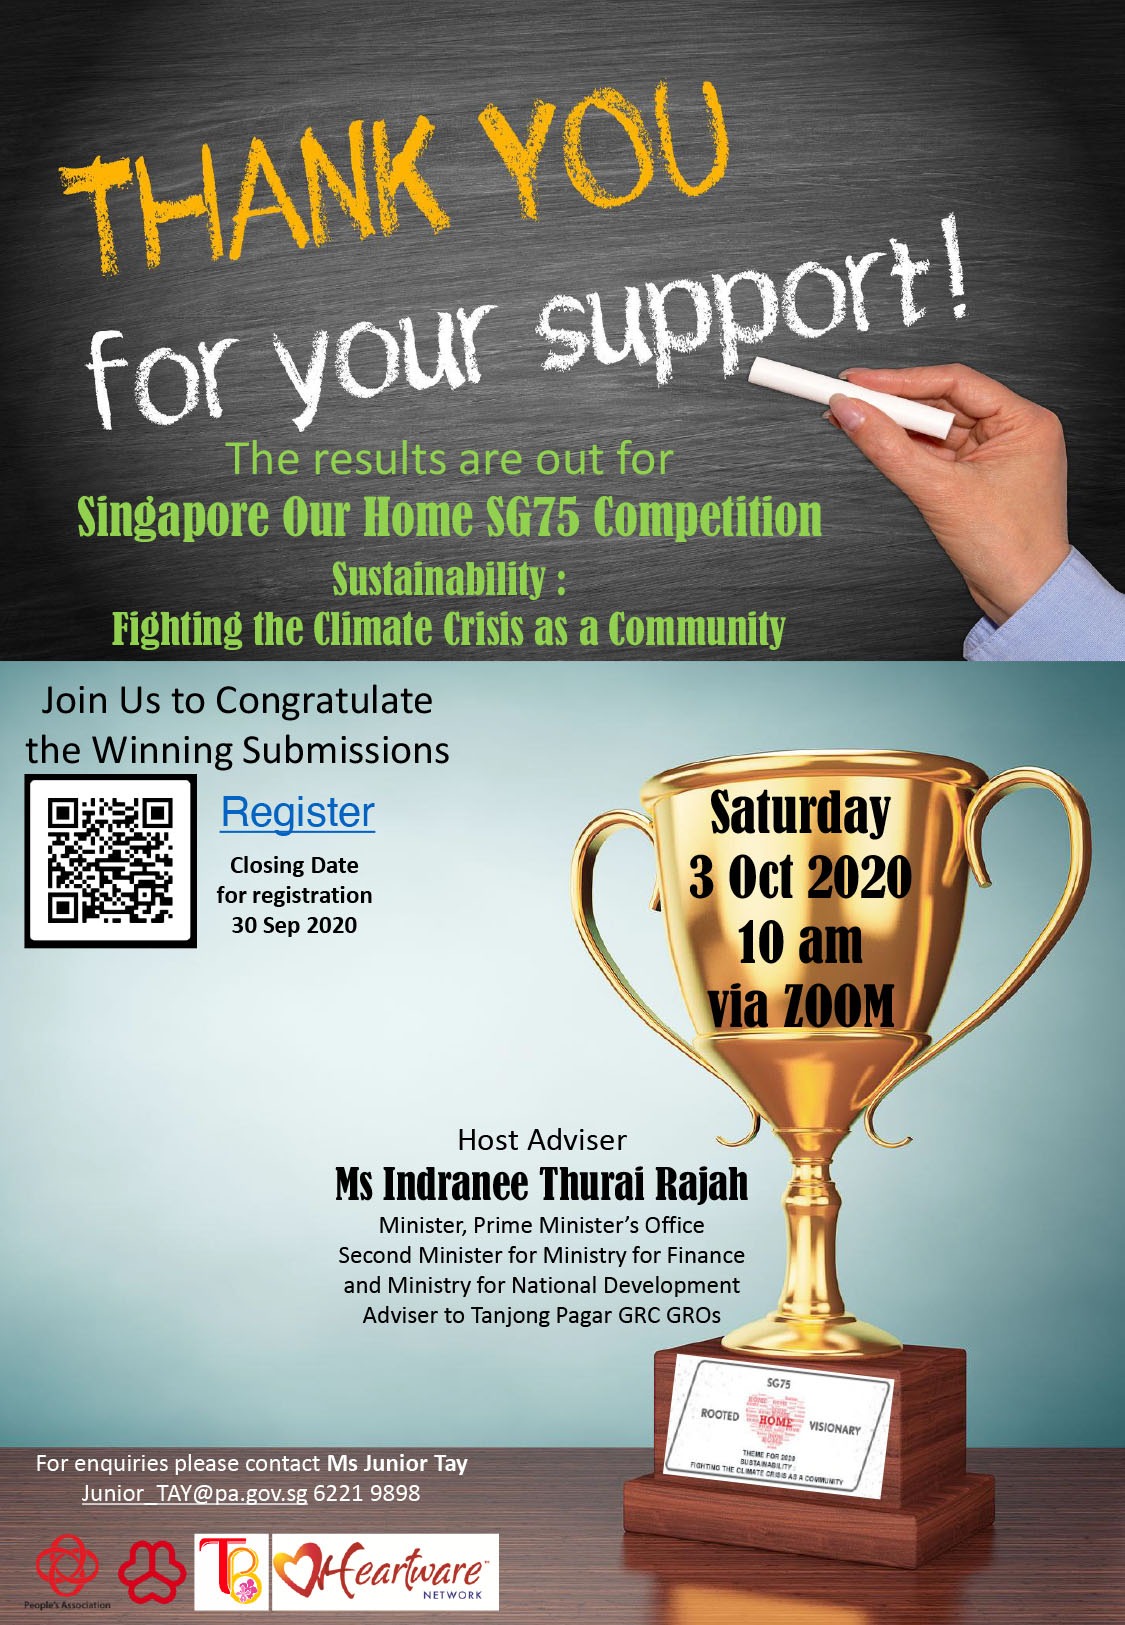 THANK YOU
for your support!
The results are out for
Singapore Our Home SG75 Competition
Sustainability :
Fighting the Climate Crisis as a Community
Join Us to Congratulate
the Winning Submissions
Register
Closing Date
for registration
30 Sep 2020
Saturday
3 Oct 2020
10 am
via ZOOM
Host Adviser
Ms Indranee Thurai Rajah
Minister, Prime Minister’s Office
Second Minister for Ministry for Finance
and Ministry for National Development
Adviser to Tanjong Pagar GRC GROs
SG75
ROOTED HOME VISIONARY
THEME FOR 2020
SUSTAINABILITY :
FIGHTING THE CLIMATE CRISIS AS A COMMUNITY
For enquiries please contact Ms Junior Tay
Junior_TAY@pa.gov.sg 6221 9898
People's Association
TB
Heartware
NETWORK